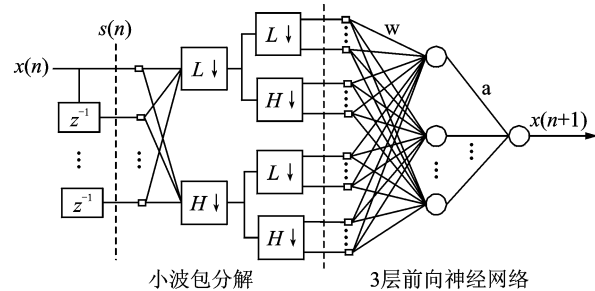 s(n)
x(n)
L↓
L↓
H↓
w
a
x(n+1)
z⁻¹
z⁻¹
H↓
L↓
H↓
小波包分解
3层前向神经网络